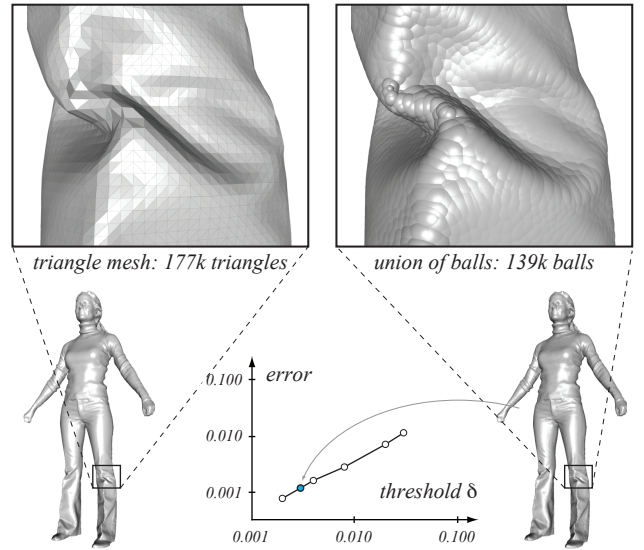 triangle mesh: 177k triangles
union of balls: 139k balls
error
0.100
0.010
0.001
threshold δ
0.001
0.010
0.100